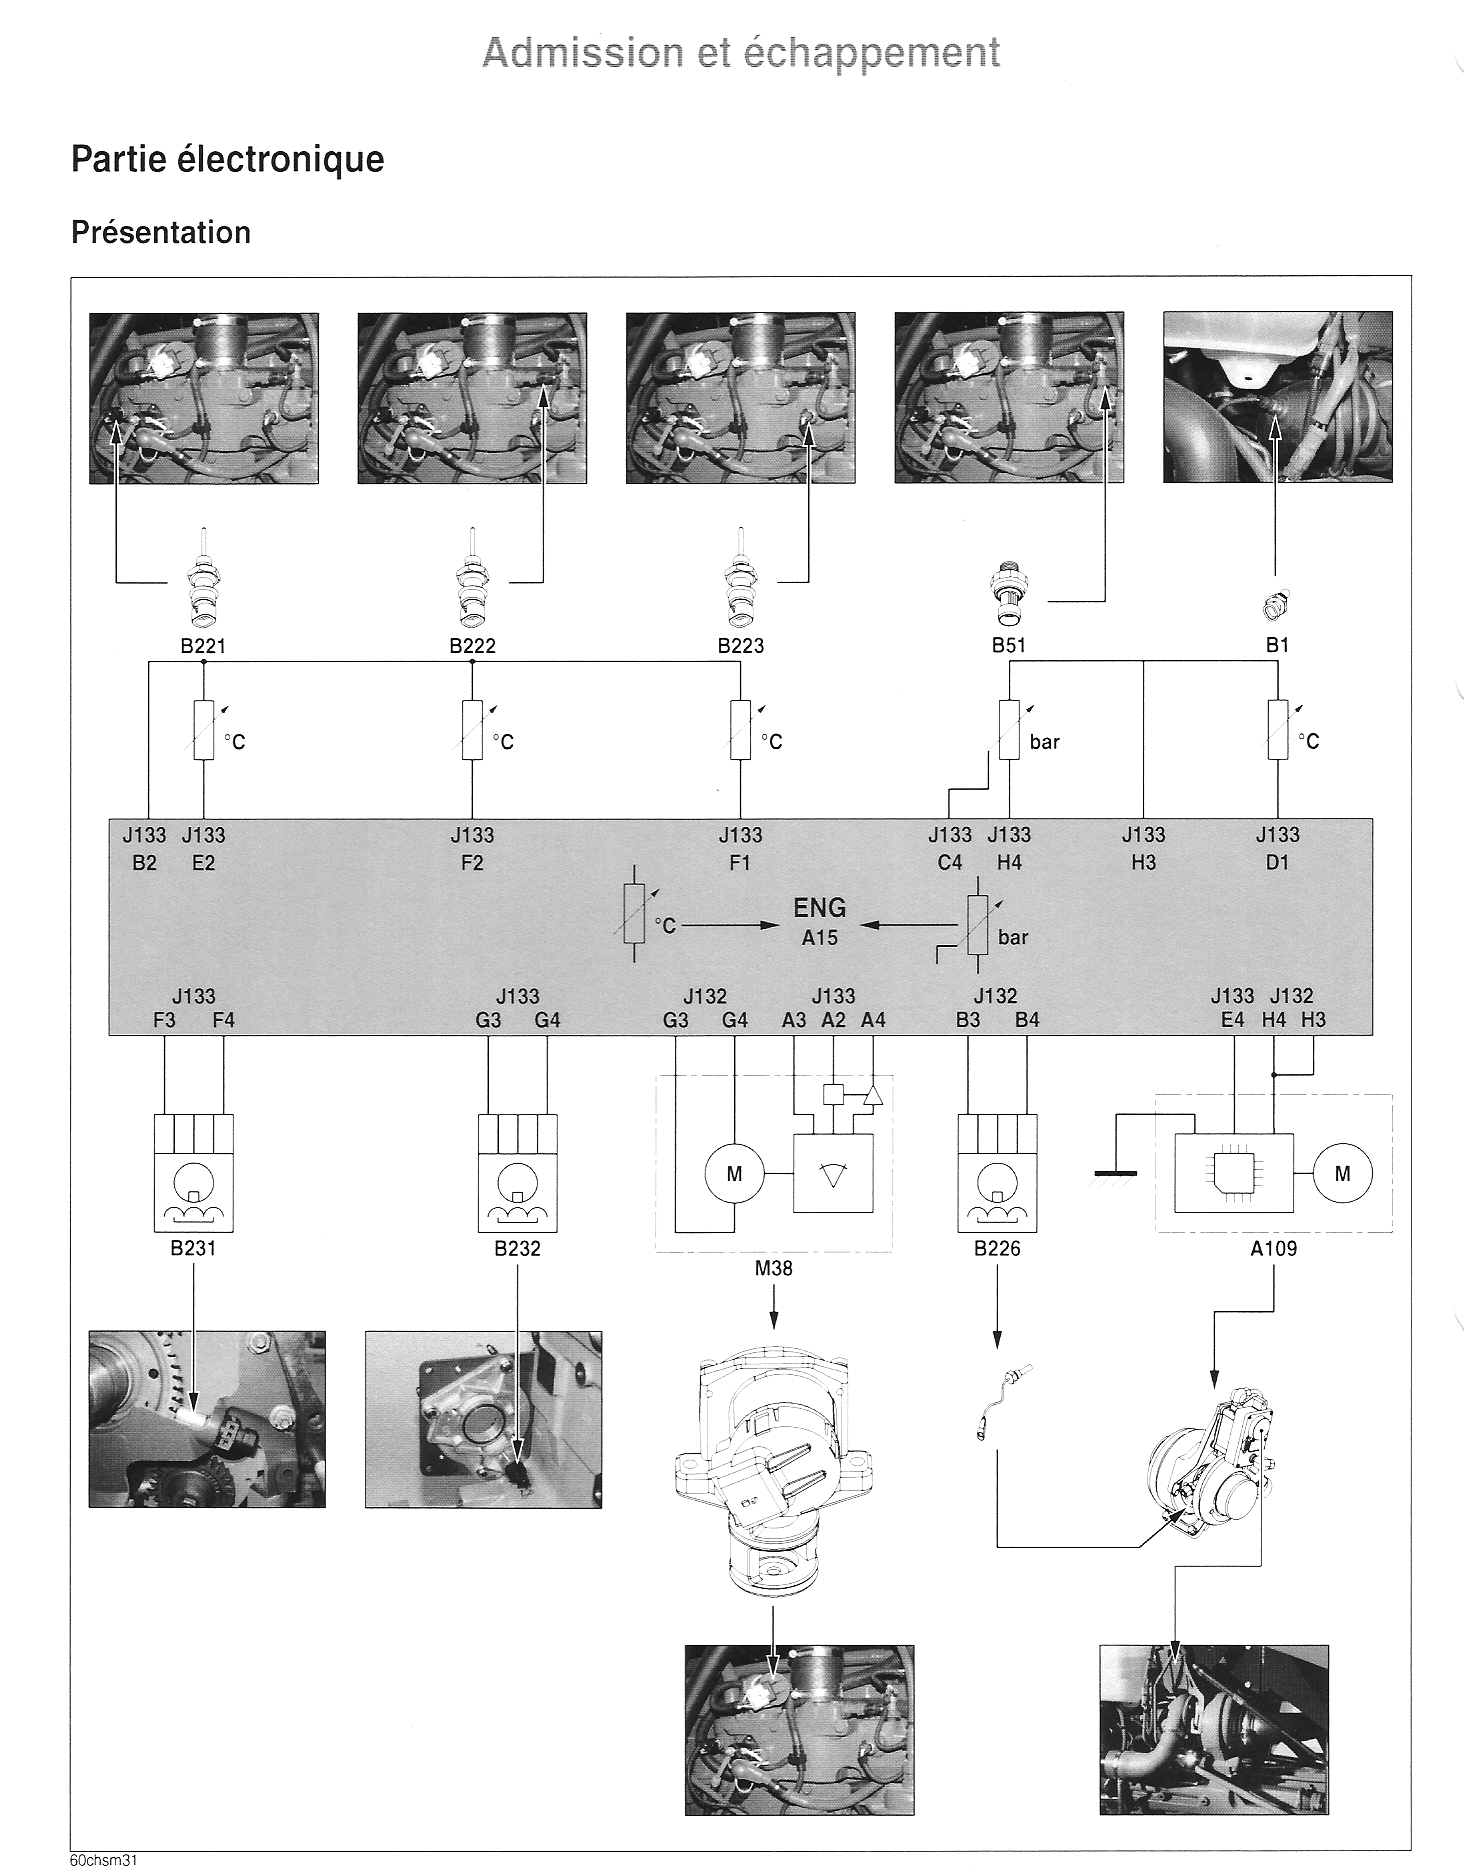 Admission et échappement
Partie électronique
Présentation
B221 B222 B223 B51 B1
°C °C °C bar °C
J133 J133 J133 J133 J133 J133 J133 J133
B2 E2 F2 F1 C4 H4 H3 D1
°C ENG bar
A15
J133 J133 J132 J133 J132 J133 J132
F3 F4 G3 G4 G3 G4 A3 A2 A4 B3 B4 E4 H4 H3
M M
B231 B232 B226 A109
M38
60chsm31